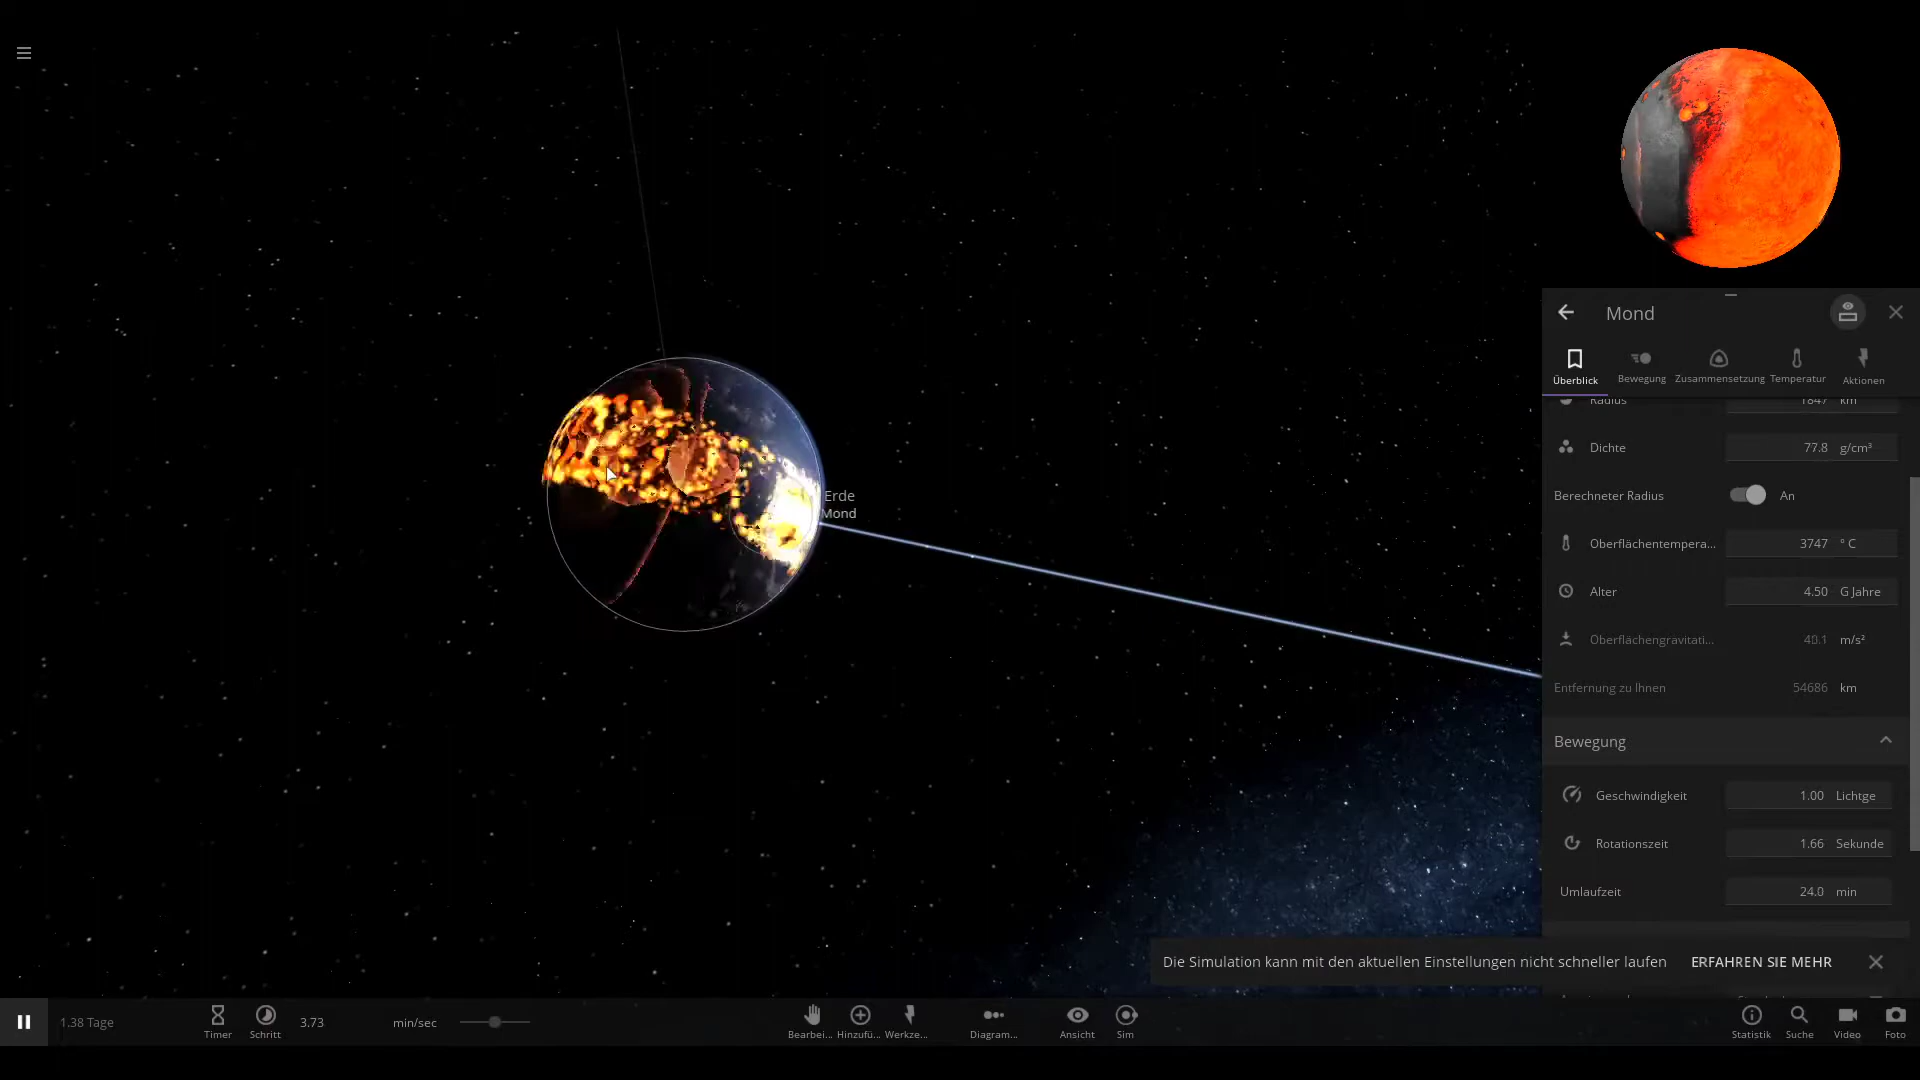 Mond
Überblick
Bewegung
Zusammensetzung
Temperatur
Aktionen
Radius 1847 km
Dichte 77.8 g/cm³
Berechneter Radius An
Oberflächentempera... 3747 ° C
Alter 4.50 G Jahre
Oberflächengravitati... 40.1 m/s²
Entfernung zu Ihnen 54686 km
Erde
Mond
Bewegung
Geschwindigkeit 1.00 Lichtge
Rotationszeit 1.66 Sekunde
Umlaufzeit 24.0 min
Die Simulation kann mit den aktuellen Einstellungen nicht schneller laufen ERFAHREN SIE MEHR
1.38 Tage
Timer
Schritt
3.73 min/sec
Bearbei...
Hinzufü...
Werkze...
Diagram...
Ansicht
Sim
Statistik
Suche
Video
Foto